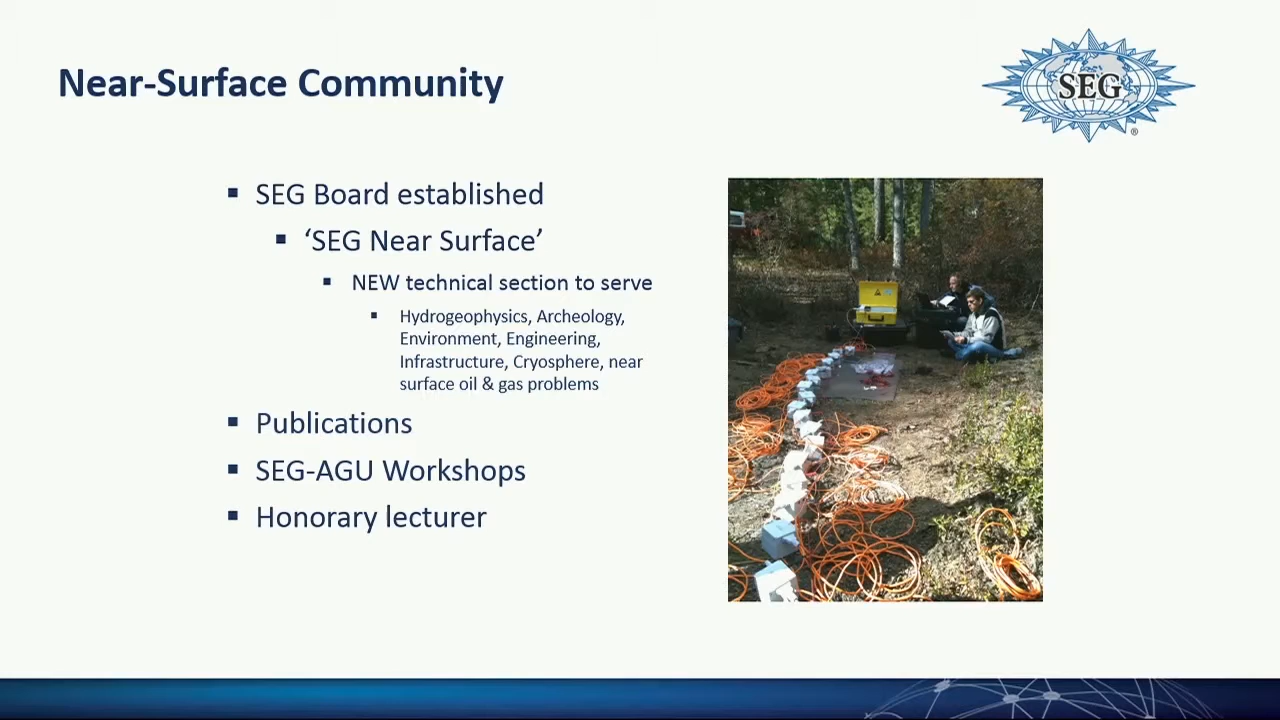 Near-Surface Community
SEG
®
▪ SEG Board established
▪ ‘SEG Near Surface’
▪ NEW technical section to serve
▪ Hydrogeophysics, Archeology,
Environment, Engineering,
Infrastructure, Cryosphere, near
surface oil & gas problems
▪ Publications
▪ SEG-AGU Workshops
▪ Honorary lecturer